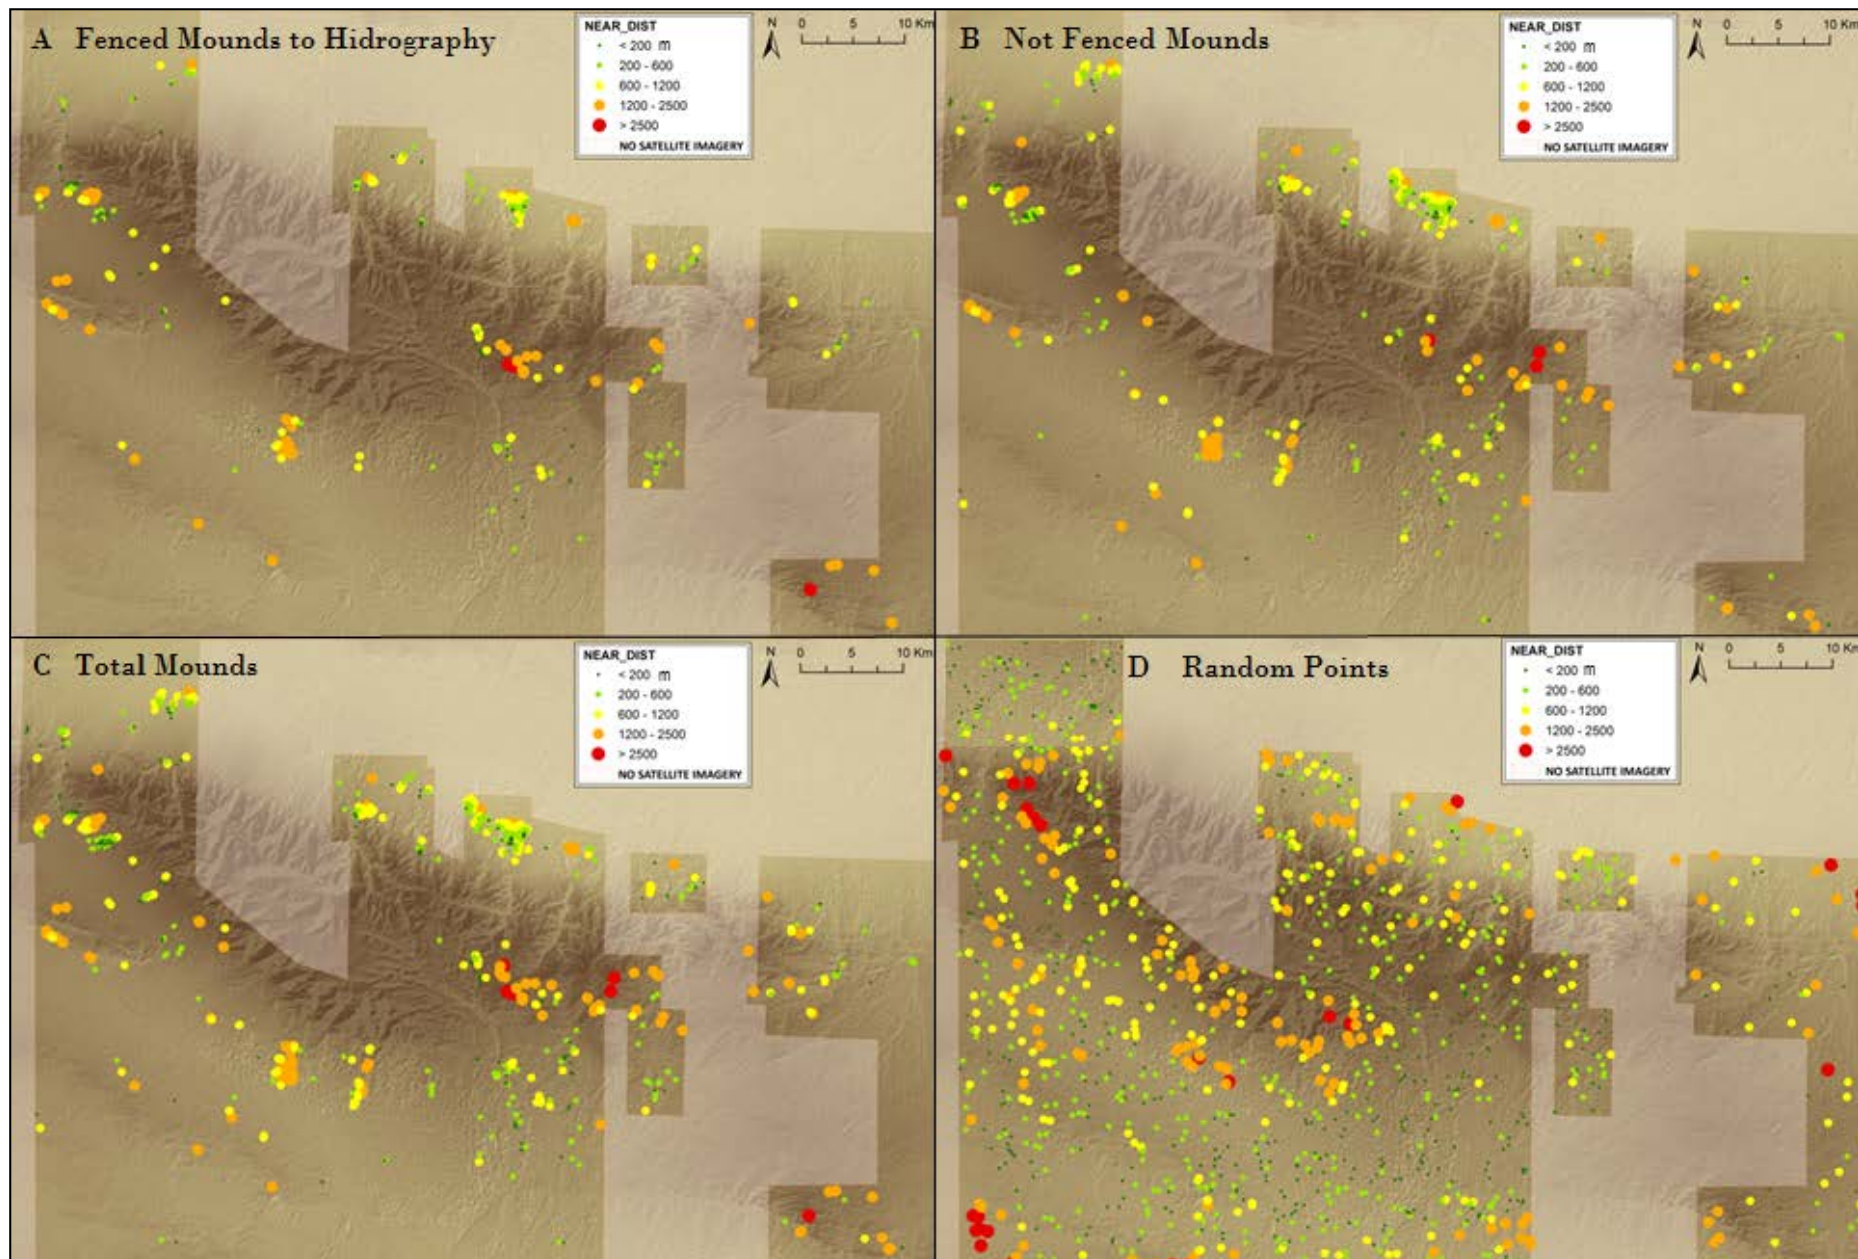 A Fenced Mounds to Hidrography
NEAR_DIST
< 200 m
200 - 600
600 - 1200
1200 - 2500
> 2500
NO SATELLITE IMAGERY
N 0 5 10 Km
B Not Fenced Mounds
NEAR_DIST
< 200 m
200 - 600
600 - 1200
1200 - 2500
> 2500
NO SATELLITE IMAGERY
N 0 5 10 Km
C Total Mounds
NEAR_DIST
< 200 m
200 - 600
600 - 1200
1200 - 2500
> 2500
NO SATELLITE IMAGERY
N 0 5 10 Km
D Random Points
NEAR_DIST
< 200 m
200 - 600
600 - 1200
1200 - 2500
> 2500
NO SATELLITE IMAGERY
N 0 5 10 Km